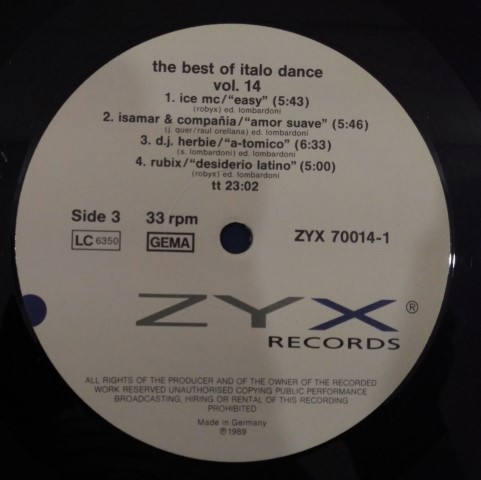 the best of italo dance
vol. 14
1. ice mc/“easy” (5:43)
(robyx) ed. lombardoni
2. isamar & compañia/“amor suave” (5:46)
(j. quer/raul orellana) ed. lombardoni
3. d.j. herbie/“a-tomico” (6:33)
(s. lombardoni) ed. lombardoni
4. rubix/“desiderio latino” (5:00)
(robyx) ed. lombardoni
tt 23:02
Side 3 33 rpm
LC 6350 GEMA ZYX 70014-1
ZYX ®
RECORDS
ALL RIGHTS OF THE PRODUCER AND OF THE OWNER OF THE RECORDED
WORK RESERVED UNAUTHORISED COPYING PUBLIC PERFORMANCE
BROADCASTING, HIRING OR RENTAL OF THIS RECORDING
PROHIBITED
Made in Germany
℗1989